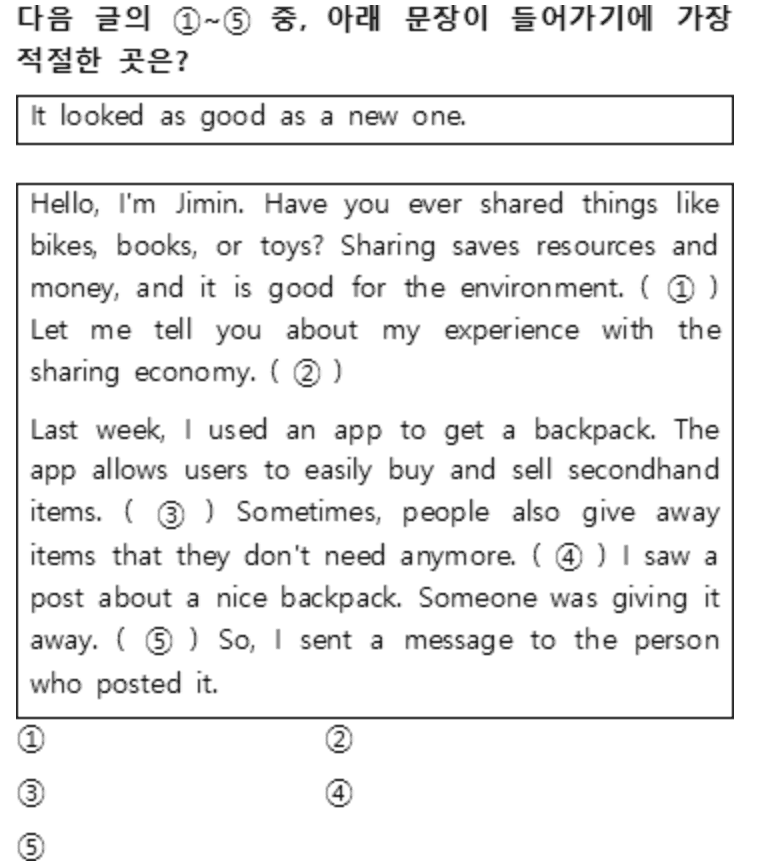 다음 글의 ①~⑤ 중, 아래 문장이 들어가기에 가장
적절한 곳은?
It looked as good as a new one.
Hello, I'm Jimin. Have you ever shared things like
bikes, books, or toys? Sharing saves resources and
money, and it is good for the environment. ( ① )
Let me tell you about my experience with the
sharing economy. ( ② )
Last week, I used an app to get a backpack. The
app allows users to easily buy and sell secondhand
items. ( ③ ) Sometimes, people also give away
items that they don't need anymore. ( ④ ) I saw a
post about a nice backpack. Someone was giving it
away. ( ⑤ ) So, I sent a message to the person
who posted it.
① ②
③ ④
⑤